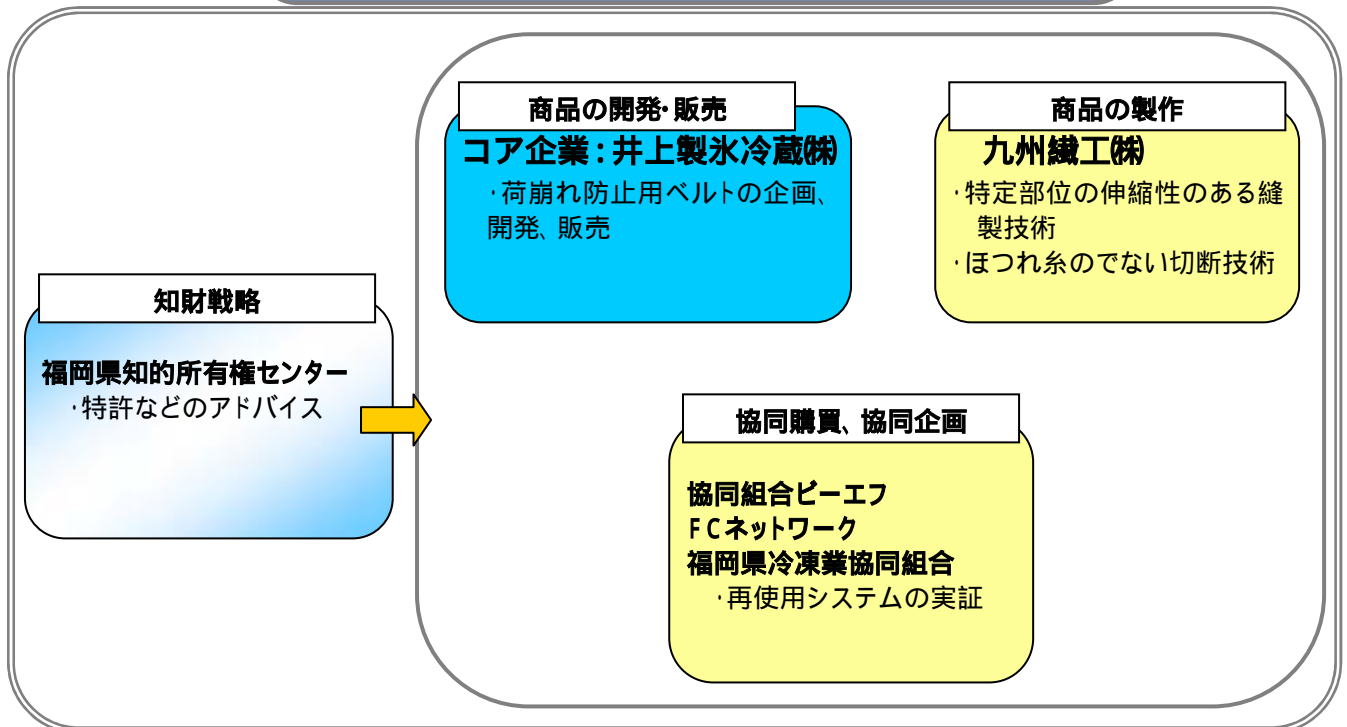 商品の開発・販売
コア企業:井上製氷冷蔵㈱
・荷崩れ防止用ベルトの企画、
開発、販売
商品の製作
九州繊工㈱
・特定部位の伸縮性のある縫
製技術
・ほつれ糸のでない切断技術
知財戦略
福岡県知的所有権センター
・特許などのアドバイス
協同購買、協同企画
協同組合ビーエフ
FCネットワーク
福岡県冷凍業協同組合
・再使用システムの実証